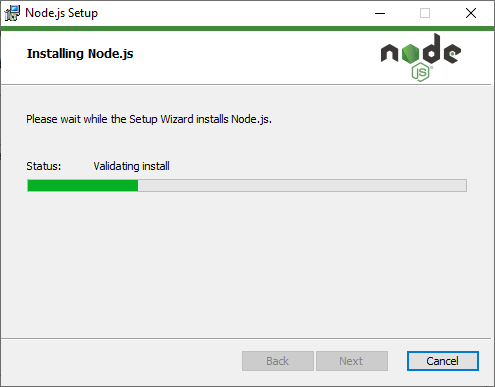 Node.js Setup
Installing Node.js
node
JS
Please wait while the Setup Wizard installs Node.js.
Status: Validating install
Back Next Cancel